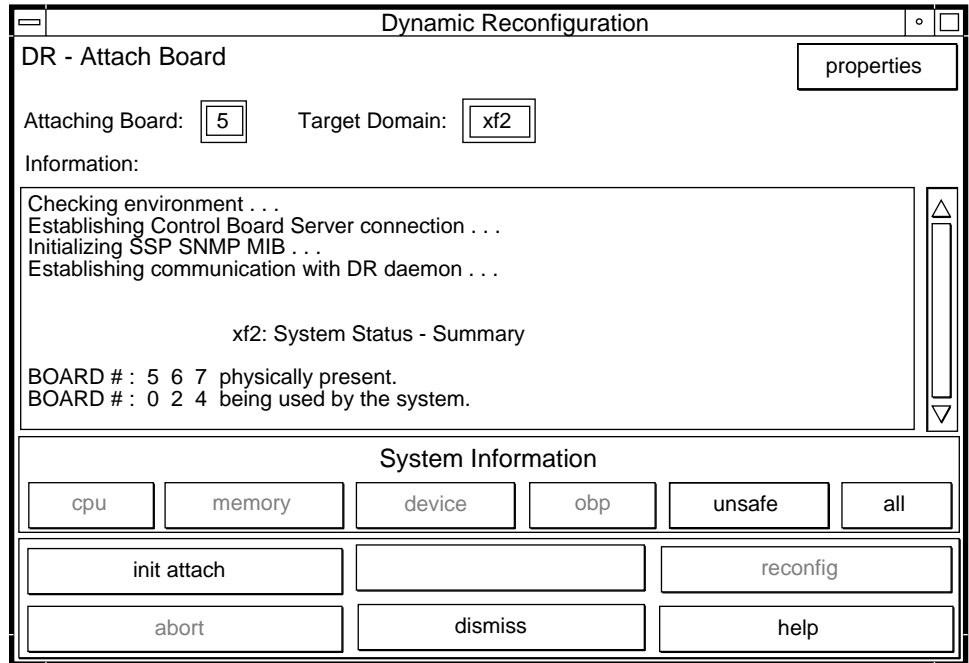 Dynamic Reconfiguration
DR - Attach Board
properties
Attaching Board: 5 Target Domain: xf2
Information:
Checking environment . . .
Establishing Control Board Server connection . . .
Initializing SSP SNMP MIB . . .
Establishing communication with DR daemon . . .
xf2: System Status - Summary
BOARD # : 5 6 7 physically present.
BOARD # : 0 2 4 being used by the system.
System Information
cpu memory device obp unsafe all
init attach reconfig
abort dismiss help